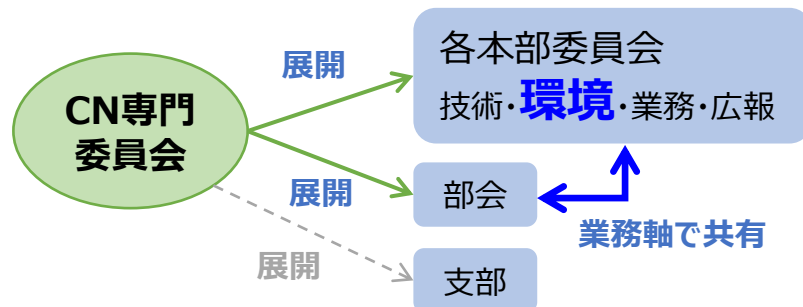 展開
各本部委員会
技術・環境・業務・広報
CN専門
委員会
展開
部会
業務軸で共有
展開
支部